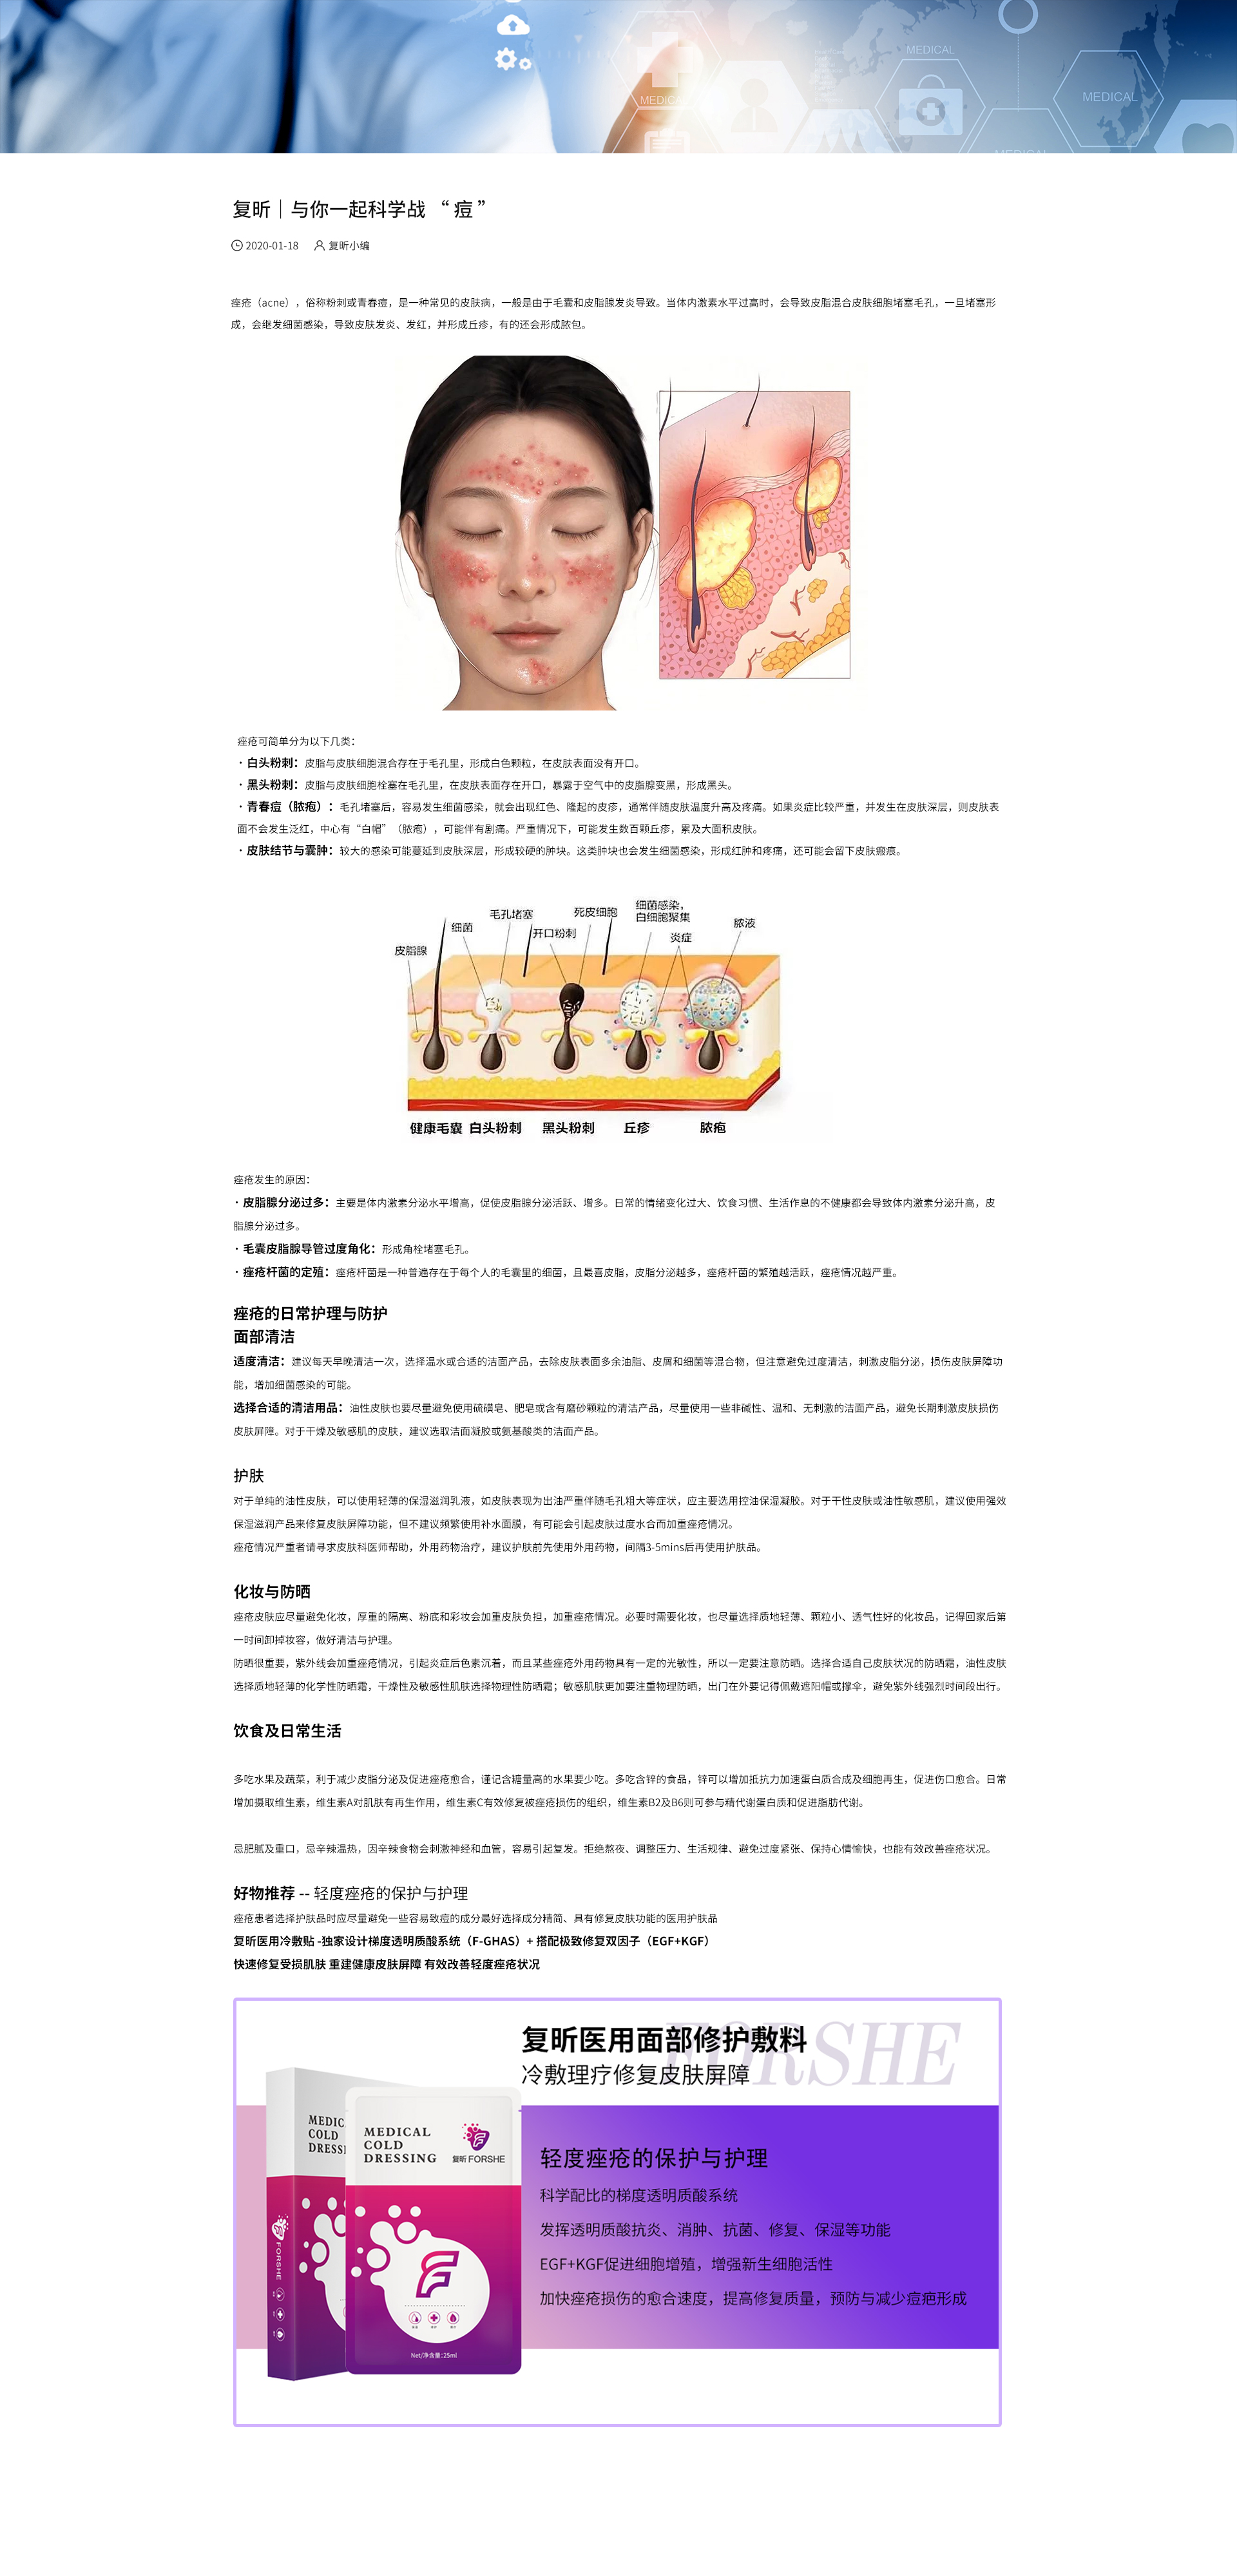 MEDICAL
MEDICAL
MEDICAL
MEDICAL
复昕｜与你一起科学战 “ 痘 ”
2020-01-18 复昕小编
痤疮（acne），俗称粉刺或青春痘，是一种常见的皮肤病，一般是由于毛囊和皮脂腺发炎导致。当体内激素水平过高时，会导致皮脂混合皮肤细胞堵塞毛孔，一旦堵塞形
成，会继发细菌感染，导致皮肤发炎、发红，并形成丘疹，有的还会形成脓包。
痤疮可简单分为以下几类：
· 白头粉刺：皮脂与皮肤细胞混合存在于毛孔里，形成白色颗粒，在皮肤表面没有开口。
· 黑头粉刺：皮脂与皮肤细胞栓塞在毛孔里，在皮肤表面存在开口，暴露于空气中的皮脂腺变黑，形成黑头。
· 青春痘（脓疱）：毛孔堵塞后，容易发生细菌感染，就会出现红色、隆起的皮疹，通常伴随皮肤温度升高及疼痛。如果炎症比较严重，并发生在皮肤深层，则皮肤表
面不会发生泛红，中心有“白帽”（脓疱），可能伴有剧痛。严重情况下，可能发生数百颗丘疹，累及大面积皮肤。
· 皮肤结节与囊肿：较大的感染可能蔓延到皮肤深层，形成较硬的肿块。这类肿块也会发生细菌感染，形成红肿和疼痛，还可能会留下皮肤瘢痕。
皮脂腺
细菌
毛孔堵塞
开口粉刺
死皮细胞
细菌感染，
白细胞聚集
炎症
脓液
健康毛囊 白头粉刺 黑头粉刺 丘疹 脓疱
痤疮发生的原因：
· 皮脂腺分泌过多：主要是体内激素分泌水平增高，促使皮脂腺分泌活跃、增多。日常的情绪变化过大、饮食习惯、生活作息的不健康都会导致体内激素分泌升高，皮
脂腺分泌过多。
· 毛囊皮脂腺导管过度角化：形成角栓堵塞毛孔。
· 痤疮杆菌的定殖：痤疮杆菌是一种普遍存在于每个人的毛囊里的细菌，且最喜皮脂，皮脂分泌越多，痤疮杆菌的繁殖越活跃，痤疮情况越严重。
痤疮的日常护理与防护
面部清洁
适度清洁：建议每天早晚清洁一次，选择温水或合适的洁面产品，去除皮肤表面多余油脂、皮屑和细菌等混合物，但注意避免过度清洁，刺激皮脂分泌，损伤皮肤屏障功
能，增加细菌感染的可能。
选择合适的清洁用品：油性皮肤也要尽量避免使用硫磺皂、肥皂或含有磨砂颗粒的清洁产品，尽量使用一些非碱性、温和、无刺激的洁面产品，避免长期刺激皮肤损伤
皮肤屏障。对于干燥及敏感肌的皮肤，建议选取洁面凝胶或氨基酸类的洁面产品。
护肤
对于单纯的油性皮肤，可以使用轻薄的保湿滋润乳液，如皮肤表现为出油严重伴随毛孔粗大等症状，应主要选用控油保湿凝胶。对于干性皮肤或油性敏感肌，建议使用强效
保湿滋润产品来修复皮肤屏障功能，但不建议频繁使用补水面膜，有可能会引起皮肤过度水合而加重痤疮情况。
痤疮情况严重者请寻求皮肤科医师帮助，外用药物治疗，建议护肤前先使用外用药物，间隔3-5mins后再使用护肤品。
化妆与防晒
痤疮皮肤应尽量避免化妆，厚重的隔离、粉底和彩妆会加重皮肤负担，加重痤疮情况。必要时需要化妆，也尽量选择质地轻薄、颗粒小、透气性好的化妆品，记得回家后第
一时间卸掉妆容，做好清洁与护理。
防晒很重要，紫外线会加重痤疮情况，引起炎症后色素沉着，而且某些痤疮外用药物具有一定的光敏性，所以一定要注意防晒。选择合适自己皮肤状况的防晒霜，油性皮肤
选择质地轻薄的化学性防晒霜，干燥性及敏感性肌肤选择物理性防晒霜；敏感肌肤更加要注重物理防晒，出门在外要记得佩戴遮阳帽或撑伞，避免紫外线强烈时间段出行。
饮食及日常生活
多吃水果及蔬菜，利于减少皮脂分泌及促进痤疮愈合，谨记含糖量高的水果要少吃。多吃含锌的食品，锌可以增加抵抗力加速蛋白质合成及细胞再生，促进伤口愈合。日常
增加摄取维生素，维生素A对肌肤有再生作用，维生素C有效修复被痤疮损伤的组织，维生素B2及B6则可参与精代谢蛋白质和促进脂肪代谢。
忌肥腻及重口，忌辛辣温热，因辛辣食物会刺激神经和血管，容易引起复发。拒绝熬夜、调整压力、生活规律、避免过度紧张、保持心情愉快，也能有效改善痤疮状况。
好物推荐 -- 轻度痤疮的保护与护理
痤疮患者选择护肤品时应尽量避免一些容易致痘的成分最好选择成分精简、具有修复皮肤功能的医用护肤品
复昕医用冷敷贴 -独家设计梯度透明质酸系统（F-GHAS）+ 搭配极致修复双因子（EGF+KGF）
快速修复受损肌肤 重建健康皮肤屏障 有效改善轻度痤疮状况
FORSHE
复昕医用面部修护敷料
冷敷理疗修复皮肤屏障
MEDICAL
COLD
DRESSING
复昕 FORSHE
FORSHE
Net/净含量:25ml
轻度痤疮的保护与护理
科学配比的梯度透明质酸系统
发挥透明质酸抗炎、消肿、抗菌、修复、保湿等功能
EGF+KGF促进细胞增殖，增强新生细胞活性
加快痤疮损伤的愈合速度，提高修复质量，预防与减少痘疤形成